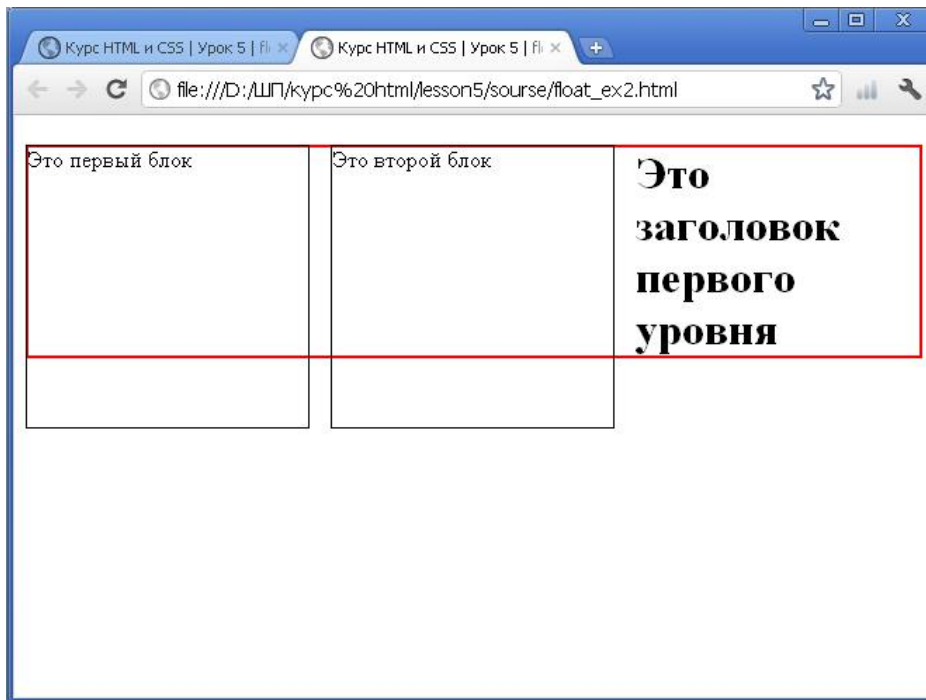 Курс HTML и CSS | Урок 5 | fl
Курс HTML и CSS | Урок 5 | fl
file:///D:/ШП/курс%20html/lesson5/sourse/float_ex2.html
Это первый блок
Это второй блок
Это
заголовок
первого
уровня